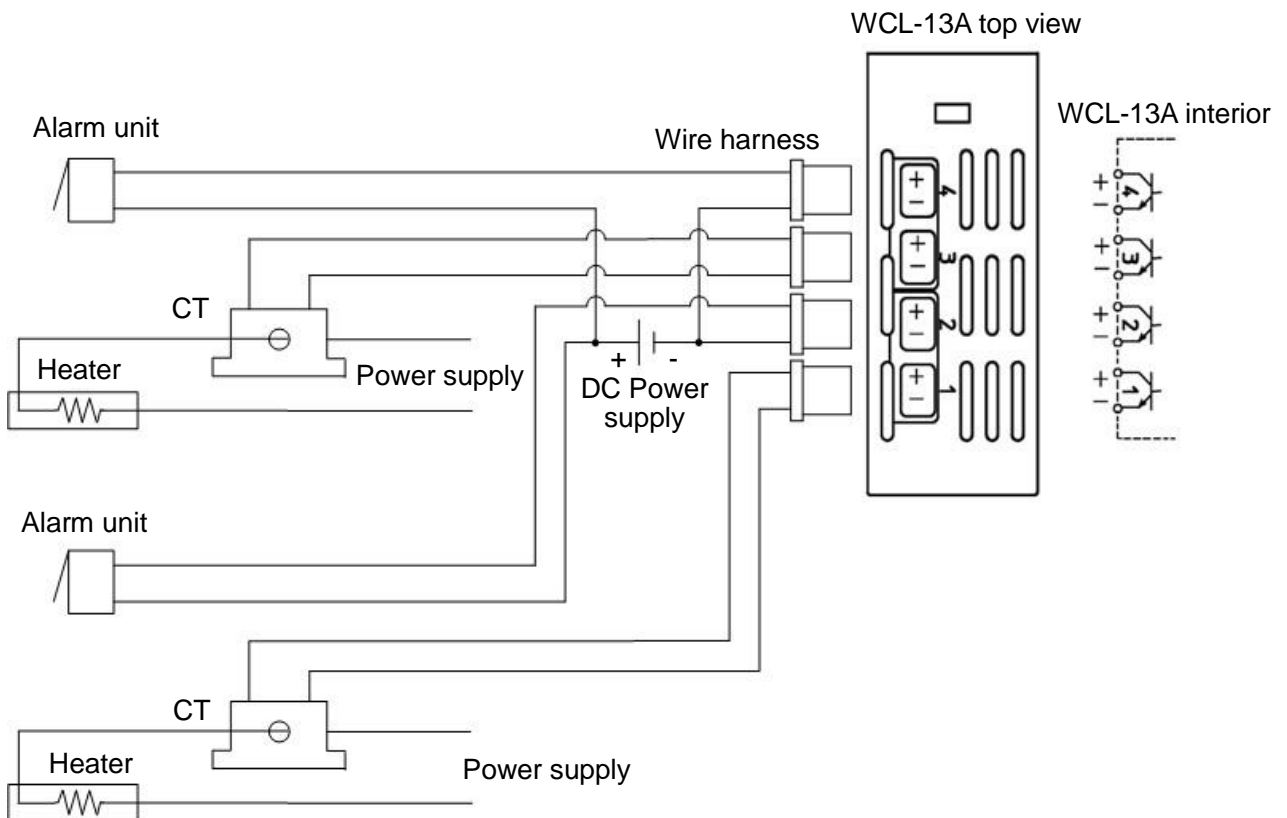 WCL-13A top view
Alarm unit
Wire harness
WCL-13A interior
+
-
4
+
-
4
+
-
3
+
-
3
CT
Heater
Power supply
+
-
DC Power
supply
+
-
2
+
-
2
+
-
1
+
-
1
Alarm unit
CT
Heater
Power supply